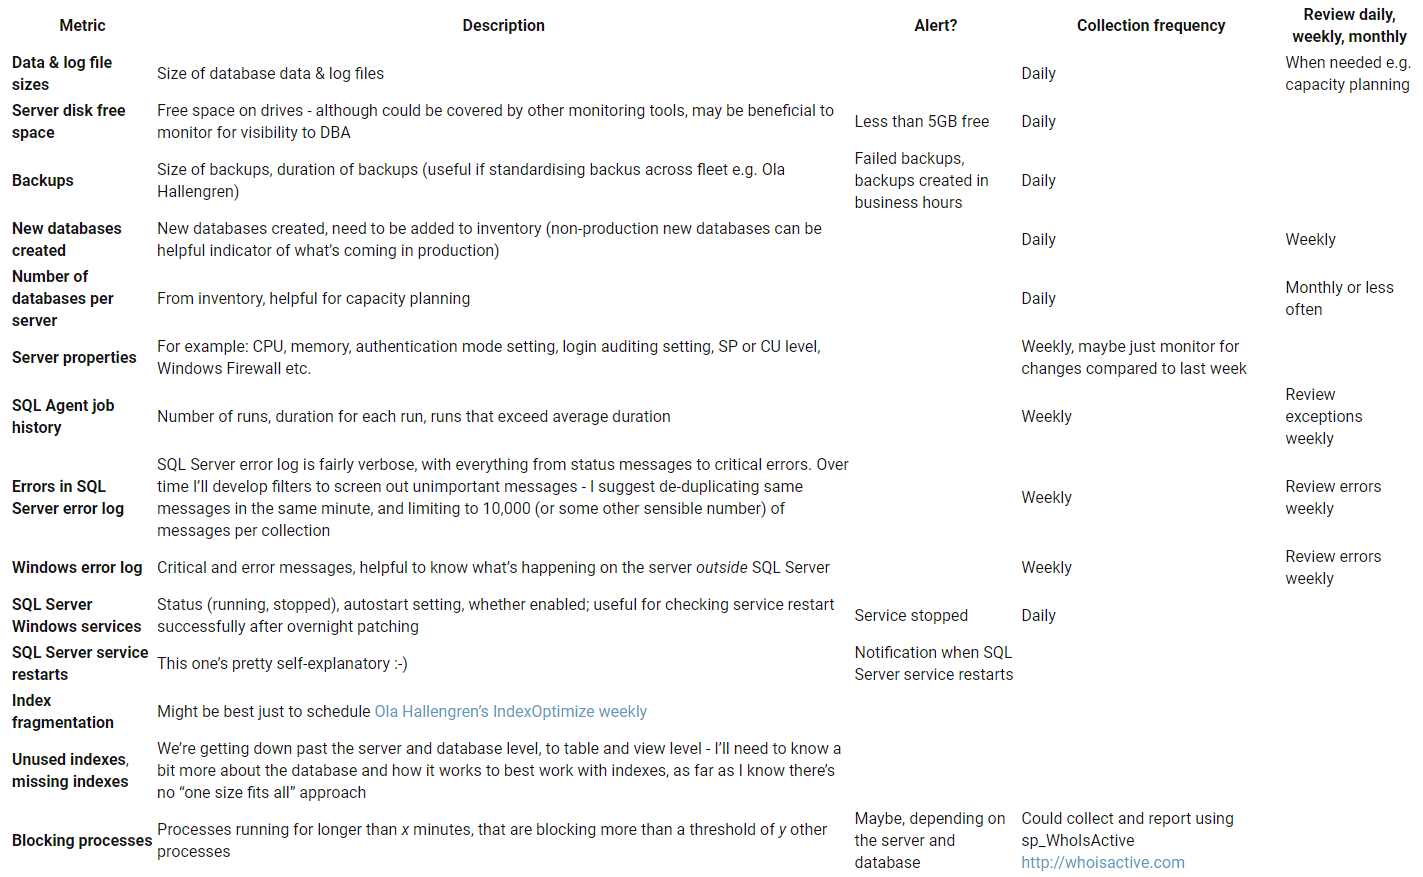 Metric Description Alert? Collection frequency Review daily, weekly, monthly
Data & log file
sizes
Size of database data & log files
Daily
When needed e.g.
capacity planning
Server disk free
space
Free space on drives - although could be covered by other monitoring tools, may be beneficial to
monitor for visibility to DBA
Less than 5GB free
Daily
Backups
Size of backups, duration of backups (useful if standardising backus across fleet e.g. Ola
Hallengren)
Failed backups,
backups created in
business hours
Daily
New databases
created
New databases created, need to be added to inventory (non-production new databases can be
helpful indicator of what's coming in production)
Daily
Weekly
Number of
databases per
server
From inventory, helpful for capacity planning
Daily
Monthly or less
often
Server properties
For example: CPU, memory, authentication mode setting, login auditing setting, SP or CU level,
Windows Firewall etc.
Weekly, maybe just monitor for
changes compared to last week
SQL Agent job
history
Number of runs, duration for each run, runs that exceed average duration
Weekly
Review
exceptions
weekly
Errors in SQL
Server error log
SQL Server error log is fairly verbose, with everything from status messages to critical errors. Over
time I'll develop filters to screen out unimportant messages - I suggest de-duplicating same
messages in the same minute, and limiting to 10,000 (or some other sensible number) of
messages per collection
Weekly
Review errors
weekly
Windows error log
Critical and error messages, helpful to know what's happening on the server outside SQL Server
Weekly
Review errors
weekly
SQL Server
Windows services
Status (running, stopped), autostart setting, whether enabled; useful for checking service restart
successfully after overnight patching
Service stopped
Daily
SQL Server service
restarts
This one's pretty self-explanatory :-)
Notification when SQL
Server service restarts
Index
fragmentation
Might be best just to schedule Ola Hallengren's IndexOptimize weekly
Unused indexes,
missing indexes
We're getting down past the server and database level, to table and view level - I'll need to know a
bit more about the database and how it works to best work with indexes, as far as I know there's
no “one size fits all” approach
Blocking processes
Processes running for longer than x minutes, that are blocking more than a threshold of y other
processes
Maybe, depending on
the server and
database
Could collect and report using
sp_WhoIsActive
http://whoisactive.com